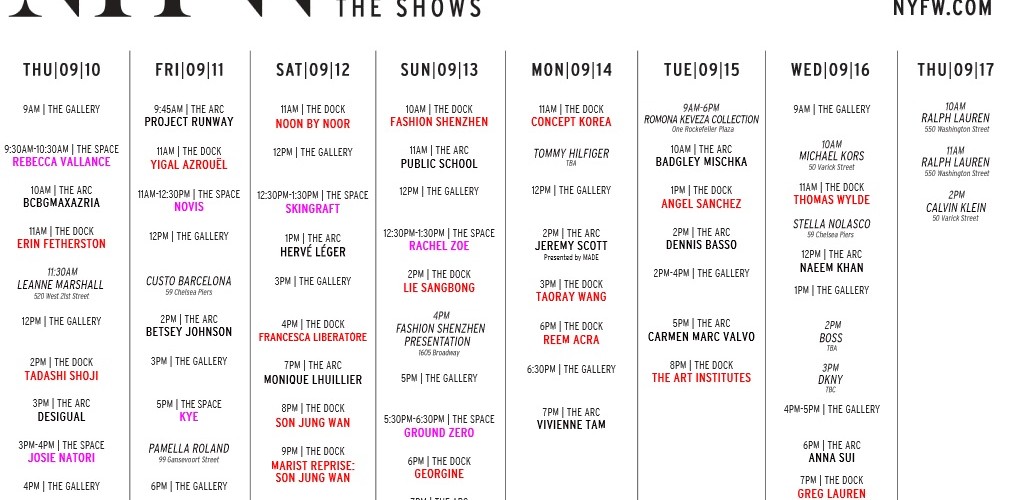 NYFW
THE SHOWS
NYFW.COM
THU|09|10
9AM | THE GALLERY
9:30AM-10:30AM | THE SPACE
REBECCA VALLANCE
10AM | THE ARC
BCBGMAXAZRIA
11AM | THE DOCK
ERIN FETHERSTON
11:30AM
LEANNE MARSHALL
520 West 21st Street
12PM | THE GALLERY
2PM | THE DOCK
TADASHI SHOJI
3PM | THE ARC
DESIGUAL
3PM-4PM | THE SPACE
JOSIE NATORI
4PM | THE GALLERY
FRI|09|11
9:45AM | THE ARC
PROJECT RUNWAY
11AM | THE DOCK
YIGAL AZROUËL
11AM-12:30PM | THE SPACE
NOVIS
12PM | THE GALLERY
CUSTO BARCELONA
59 Chelsea Piers
2PM | THE ARC
BETSEY JOHNSON
3PM | THE GALLERY
5PM | THE SPACE
KYE
PAMELLA ROLAND
99 Gansevoort Street
6PM | THE GALLERY
SAT|09|12
11AM | THE DOCK
NOON BY NOOR
12PM | THE GALLERY
12:30PM-1:30PM | THE SPACE
SKINGRAFT
1PM | THE ARC
HERVÉ LÉGER
3PM | THE GALLERY
4PM | THE DOCK
FRANCESCA LIBERATORE
7PM | THE ARC
MONIQUE LHUILLIER
8PM | THE DOCK
SON JUNG WAN
9PM | THE DOCK
MARIST REPRISE:
SON JUNG WAN
SUN|09|13
10AM | THE DOCK
FASHION SHENZHEN
11AM | THE ARC
PUBLIC SCHOOL
12PM | THE GALLERY
12:30PM-1:30PM | THE SPACE
RACHEL ZOE
2PM | THE DOCK
LIE SANGBONG
4PM
FASHION SHENZHEN
PRESENTATION
1605 Broadway
5PM | THE GALLERY
5:30PM-6:30PM | THE SPACE
GROUND ZERO
6PM | THE DOCK
GEORGINE
7PM | THE ARC
MON|09|14
11AM | THE DOCK
CONCEPT KOREA
TOMMY HILFIGER
TBA
12PM | THE GALLERY
2PM | THE ARC
JEREMY SCOTT
Presented by MADE
3PM | THE DOCK
TAORAY WANG
6PM | THE DOCK
REEM ACRA
6:30PM | THE GALLERY
7PM | THE ARC
VIVIENNE TAM
TUE|09|15
9AM-6PM
ROMONA KEVEZA COLLECTION
One Rockefeller Plaza
10AM | THE ARC
BADGLEY MISCHKA
1PM | THE DOCK
ANGEL SANCHEZ
2PM | THE ARC
DENNIS BASSO
2PM-4PM | THE GALLERY
5PM | THE ARC
CARMEN MARC VALVO
8PM | THE DOCK
THE ART INSTITUTES
WED|09|16
9AM | THE GALLERY
10AM
MICHAEL KORS
50 Varick Street
11AM | THE DOCK
THOMAS WYLDE
STELLA NOLASCO
59 Chelsea Piers
12PM | THE ARC
NAEEM KHAN
1PM | THE GALLERY
2PM
BOSS
TBA
3PM
DKNY
TBC
4PM-5PM | THE GALLERY
6PM | THE ARC
ANNA SUI
7PM | THE DOCK
GREG LAUREN
THU|09|17
10AM
RALPH LAUREN
550 Washington Street
11AM
RALPH LAUREN
550 Washington Street
2PM
CALVIN KLEIN
50 Varick Street